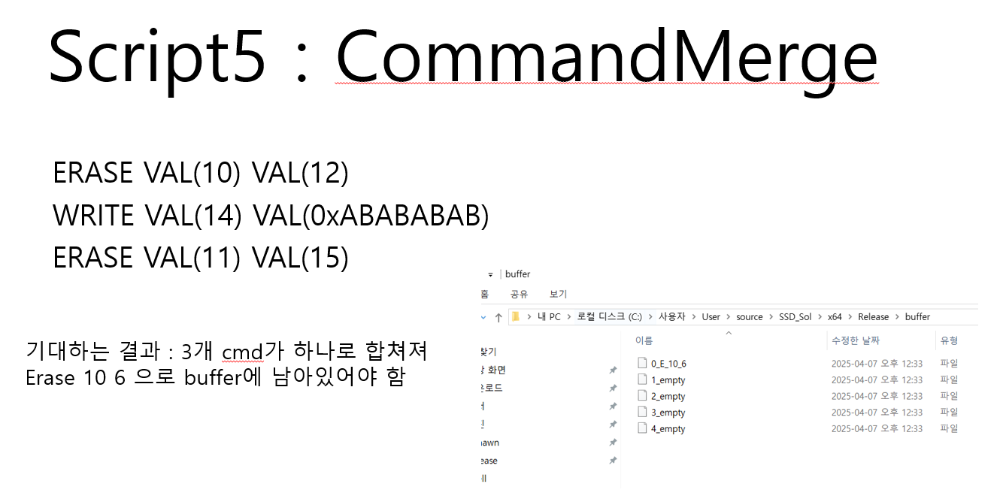 Script5 : CommandMerge
ERASE VAL(10) VAL(12)
WRITE VAL(14) VAL(0xABABABAB)
ERASE VAL(11) VAL(15)
기대하는 결과 : 3개 cmd가 하나로 합쳐져
Erase 10 6 으로 buffer에 남아있어야 함
buffer
홈 공유 보기
내 PC > 로컬 디스크 (C:) > 사용자 > User > source > SSD_Sol > x64 > Release > buffer
이름 수정한 날짜 유형
0_E_10_6 2025-04-07 오후 12:33 파일
1_empty 2025-04-07 오후 12:33 파일
2_empty 2025-04-07 오후 12:33 파일
3_empty 2025-04-07 오후 12:33 파일
4_empty 2025-04-07 오후 12:33 파일
찾기
화면
로드